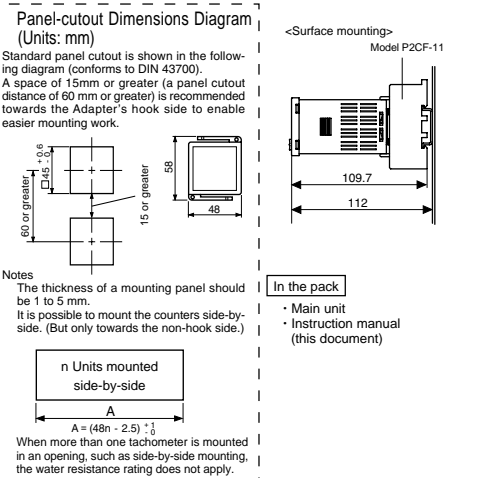 Panel-cutout Dimensions Diagram
(Units: mm)
Standard panel cutout is shown in the follow-
ing diagram (conforms to DIN 43700).
A space of 15mm or greater (a panel cutout
distance of 60 mm or greater) is recommended
towards the Adapter's hook side to enable
easier mounting work.
□45 + 0.6 - 0
60 or greater
15 or greater
58
48
Notes
The thickness of a mounting panel should
be 1 to 5 mm.
It is possible to mount the counters side-by-
side. (But only towards the non-hook side.)
n Units mounted
side-by-side
A
A = (48n - 2.5) + 1 - 0
When more than one tachometer is mounted
in an opening, such as side-by-side mounting,
the water resistance rating does not apply.
<Surface mounting>
Model P2CF-11
109.7
112
In the pack
・Main unit
・Instruction manual
(this document)